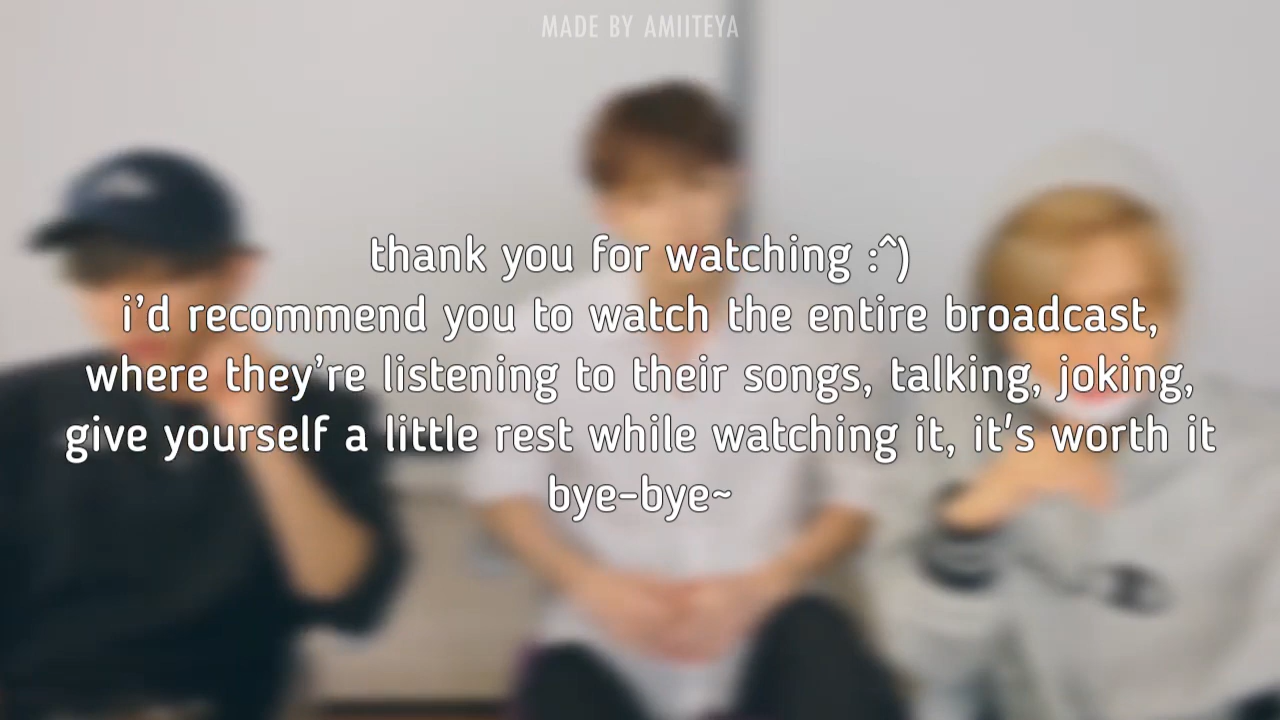 MADE BY AMIITEYA
thank you for watching :^)
i’d recommend you to watch the entire broadcast,
where they’re listening to their songs, talking, joking,
give yourself a little rest while watching it, it's worth it
bye-bye~